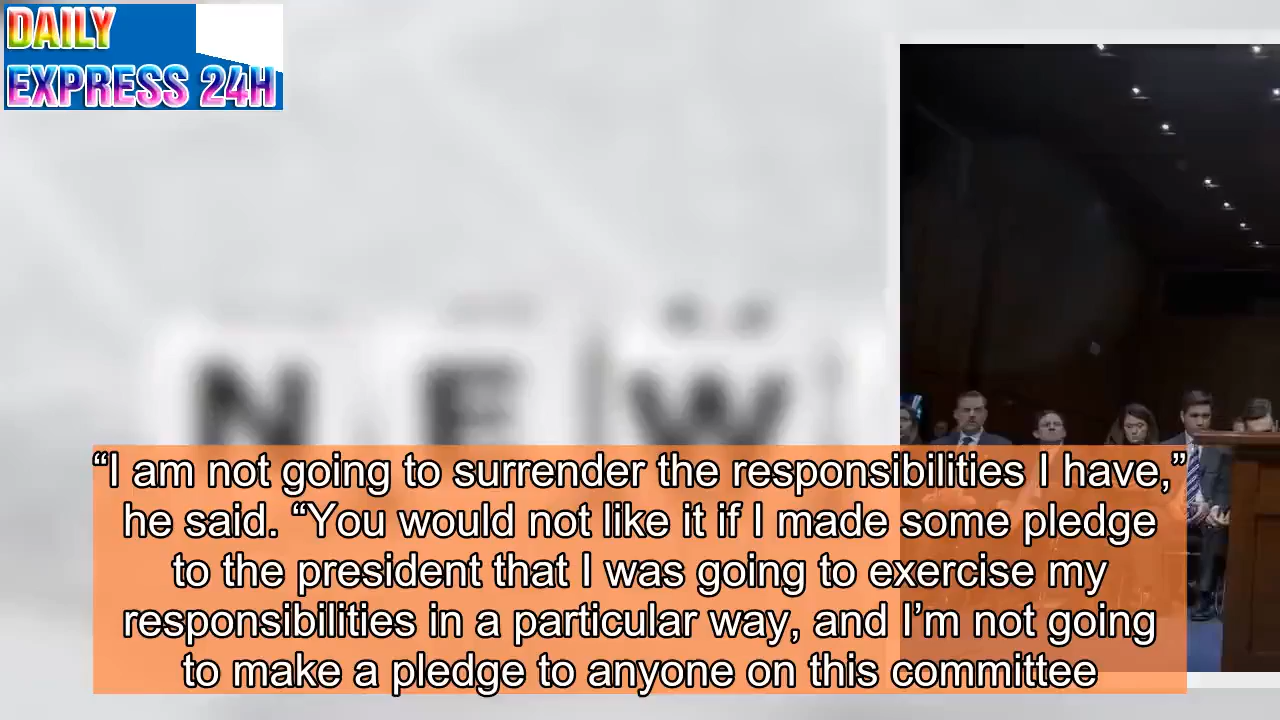 DAILY
EXPRESS 24H
NEW
“I am not going to surrender the responsibilities I have,”
he said. “You would not like it if I made some pledge
to the president that I was going to exercise my
responsibilities in a particular way, and I’m not going
to make a pledge to anyone on this committee